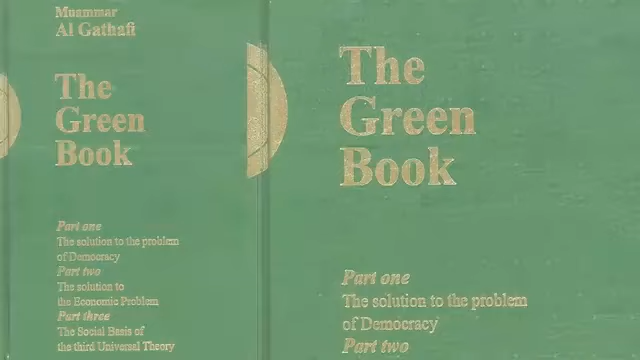 Muammar
Al Gathafi
The
Green
Book
Part one
The solution to the problem
of Democracy
Part two
The solution to
the Economic Problem
Part three
The Social Basis of
the third Universal Theory
The
Green
Book
Part one
The solution to the problem
of Democracy
Part two